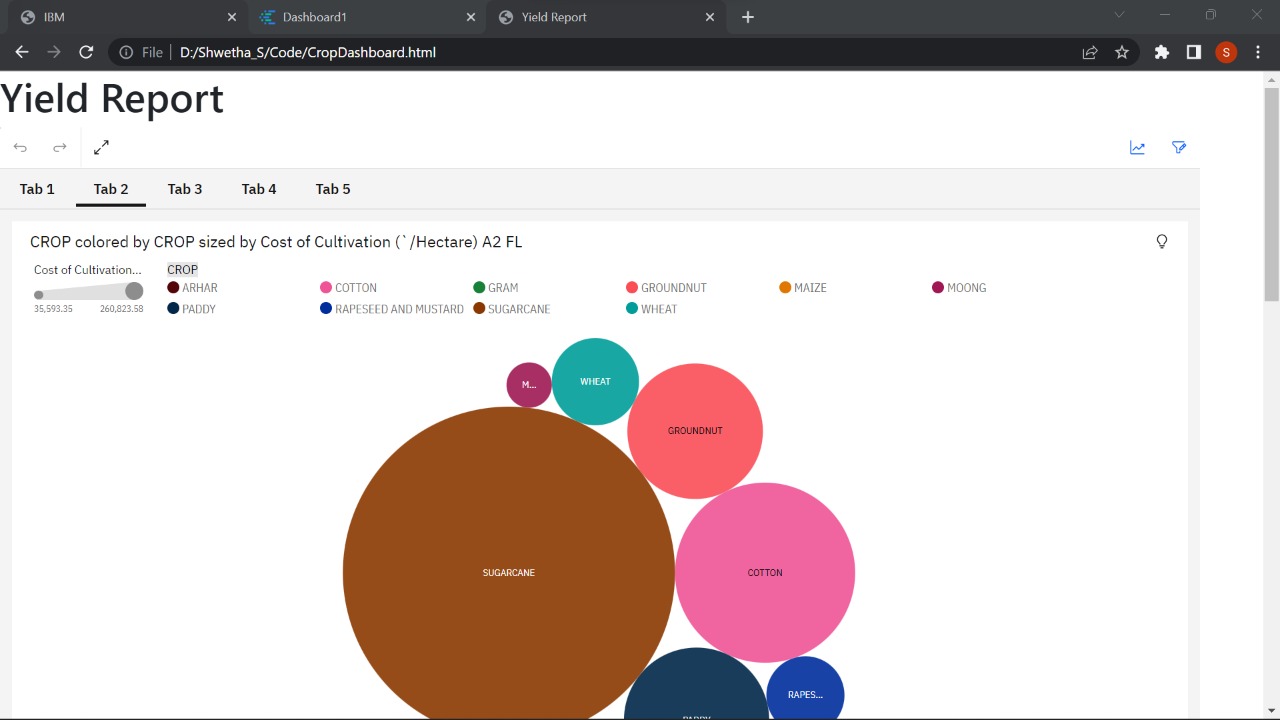 IBM
Dashboard1
Yield Report
File
D:/Shwetha_S/Code/CropDashboard.html
S
Yield Report
Tab 1
Tab 2
Tab 3
Tab 4
Tab 5
CROP colored by CROP sized by Cost of Cultivation (`/Hectare) A2 FL
Cost of Cultivation...
35,593.35 260,823.58
CROP
ARHAR COTTON GRAM GROUNDNUT MAIZE MOONG
PADDY RAPESEED AND MUSTARD SUGARCANE WHEAT
M...
WHEAT
GROUNDNUT
SUGARCANE
COTTON
RAPES...
PADDY